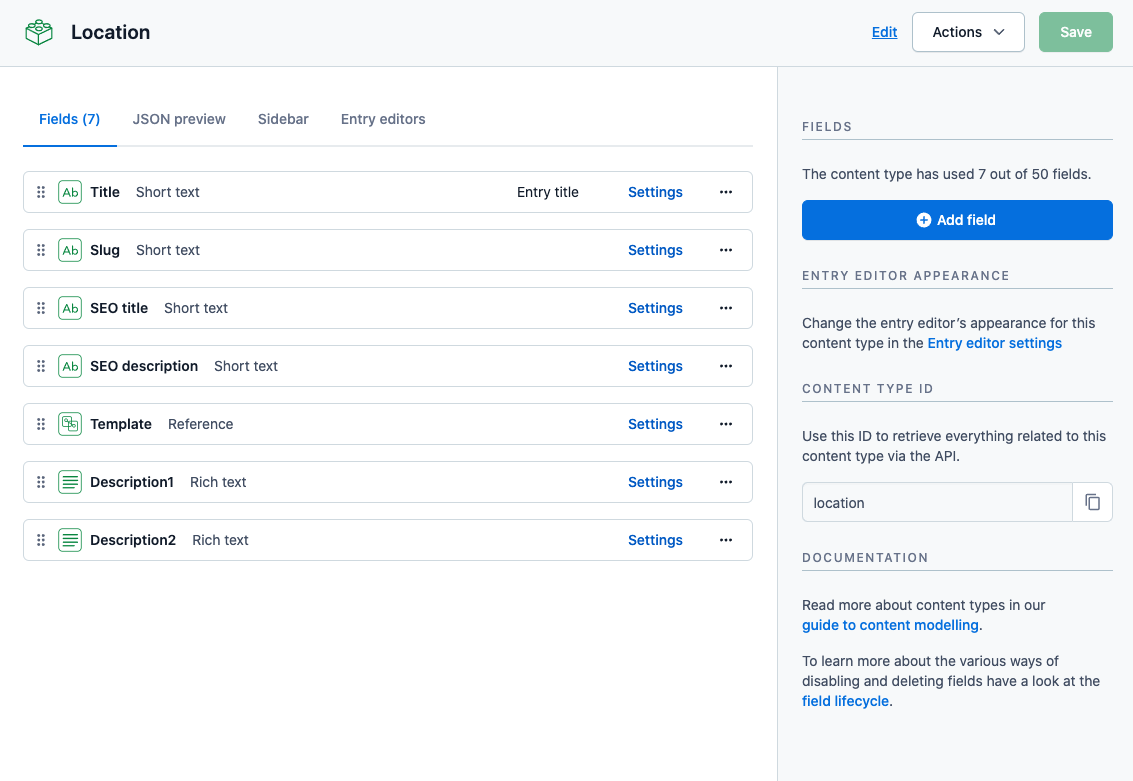 Location
Edit
Actions
Save
Fields (7) JSON preview Sidebar Entry editors
Ab Title Short text Entry title Settings
Ab Slug Short text Settings
Ab SEO title Short text Settings
Ab SEO description Short text Settings
Template Reference Settings
Description1 Rich text Settings
Description2 Rich text Settings
FIELDS
The content type has used 7 out of 50 fields.
Add field
ENTRY EDITOR APPEARANCE
Change the entry editor’s appearance for this
content type in the Entry editor settings
CONTENT TYPE ID
Use this ID to retrieve everything related to this
content type via the API.
location
DOCUMENTATION
Read more about content types in our
guide to content modelling.
To learn more about the various ways of
disabling and deleting fields have a look at the
field lifecycle.